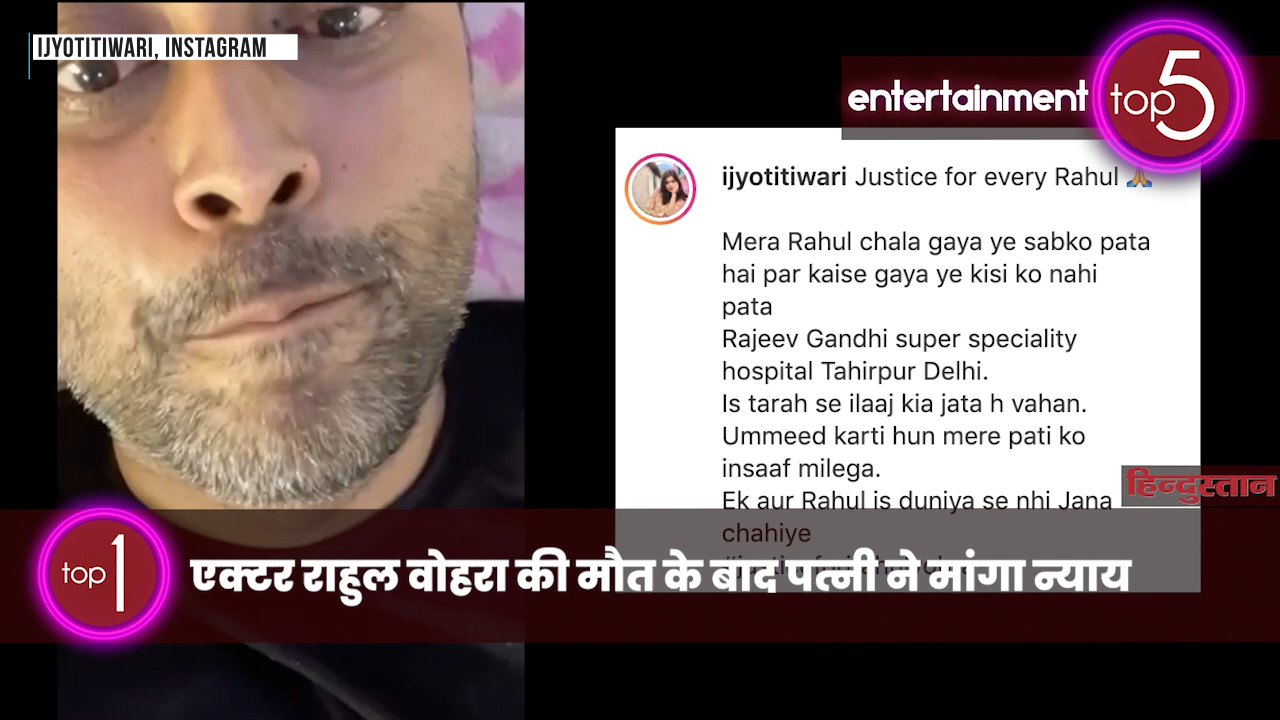 IJYOTITIWARI, INSTAGRAM
entertainment top 5
ijyotitiwari Justice for every Rahul 🙏
Mera Rahul chala gaya ye sabko pata
hai par kaise gaya ye kisi ko nahi
pata
Rajeev Gandhi super speciality
hospital Tahirpur Delhi.
Is tarah se ilaaj kia jata h vahan.
Ummeed karti hun mere pati ko
insaaf milega.
Ek aur Rahul is duniya se nhi Jana
chahiye
हिन्दुस्तान
top 1
एक्टर राहुल वोहरा की मौत के बाद पत्नी ने मांगा न्याय